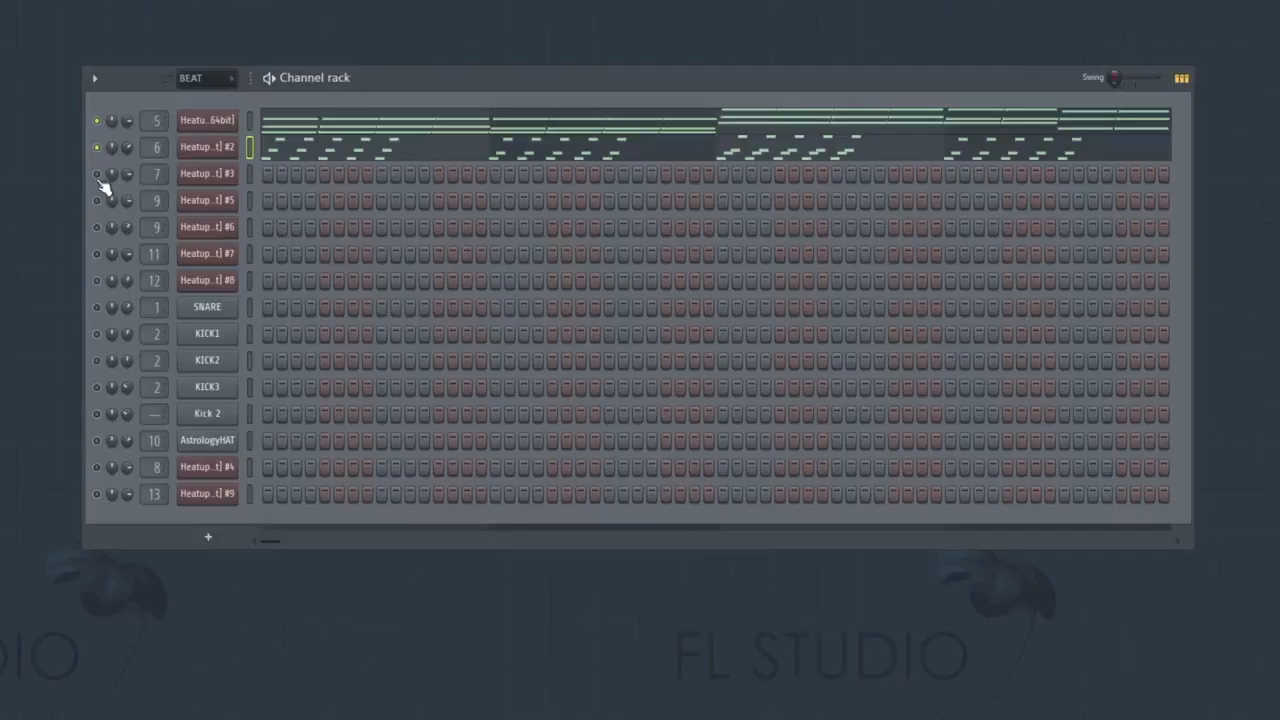 BEAT Channel rack Swing
5 Heatu..64bit]
6 Heatup..t] #2
7 Heatup..t] #3
9 Heatup..t] #5
9 Heatup..t] #6
11 Heatup..t] #7
12 Heatup..t] #8
1 SNARE
2 KICK1
2 KICK2
2 KICK3
--- Kick 2
10 AstrologyHAT
8 Heatup..t] #4
13 Heatup..t] #9
+
DIO FL STUDIO